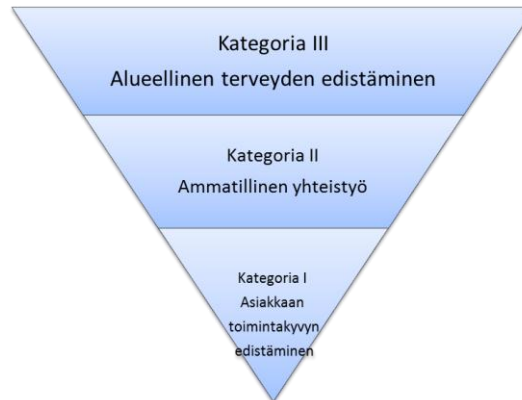 Kategoria III
Alueellinen terveyden edistäminen
Kategoria II
Ammatillinen yhteistyö
Kategoria I
Asiakkaan
toimintakyvyn
edistäminen